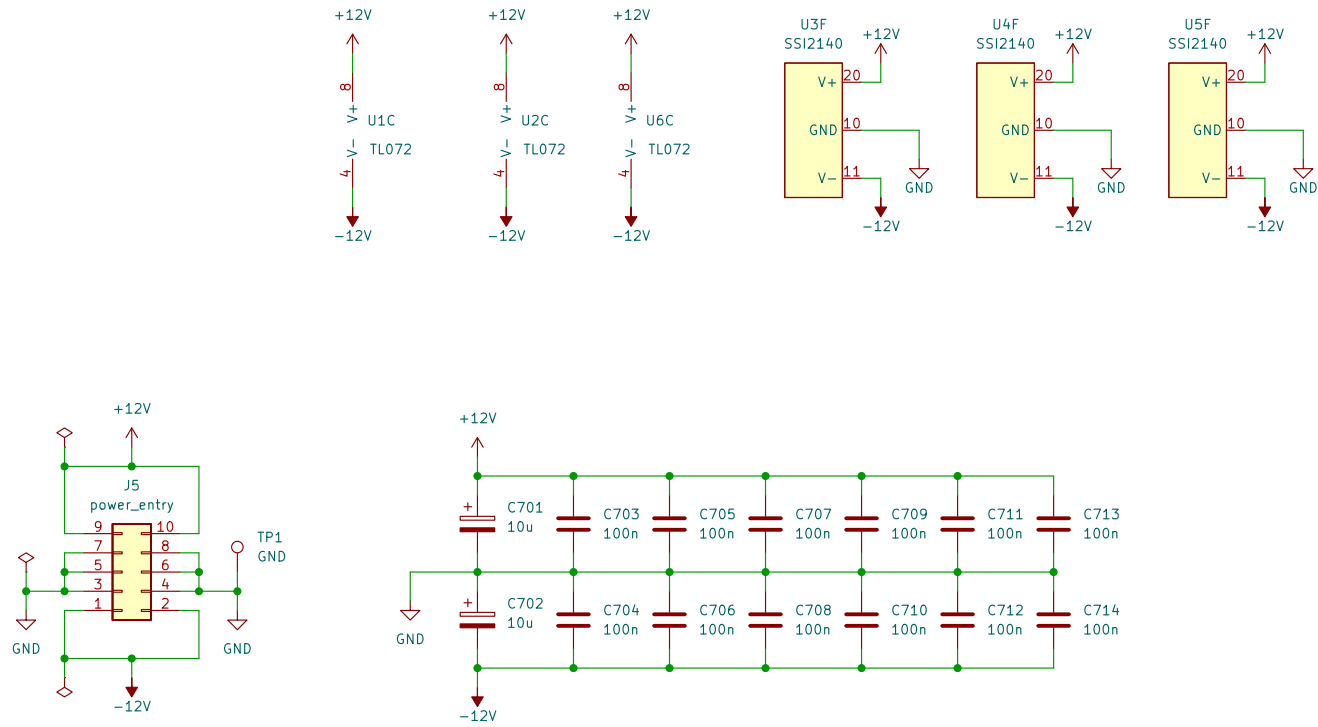 +12V
+12V
+12V
U3F
SSI2140
+12V
U4F
SSI2140
+12V
U5F
SSI2140
+12V
8
V+
U1C
V-
TL072
4
-12V
8
V+
U2C
V-
TL072
4
-12V
8
V+
U6C
V-
TL072
4
-12V
V+ 20
GND 10
V- 11
GND
-12V
V+ 20
GND 10
V- 11
GND
-12V
V+ 20
GND 10
V- 11
GND
-12V
+12V
J5
power_entry
9 10
7 8
5 6
3 4
1 2
TP1
GND
GND
GND
-12V
+12V
+
C701
10u
C703
100n
C705
100n
C707
100n
C709
100n
C711
100n
C713
100n
+
C702
10u
C704
100n
C706
100n
C708
100n
C710
100n
C712
100n
C714
100n
GND
-12V